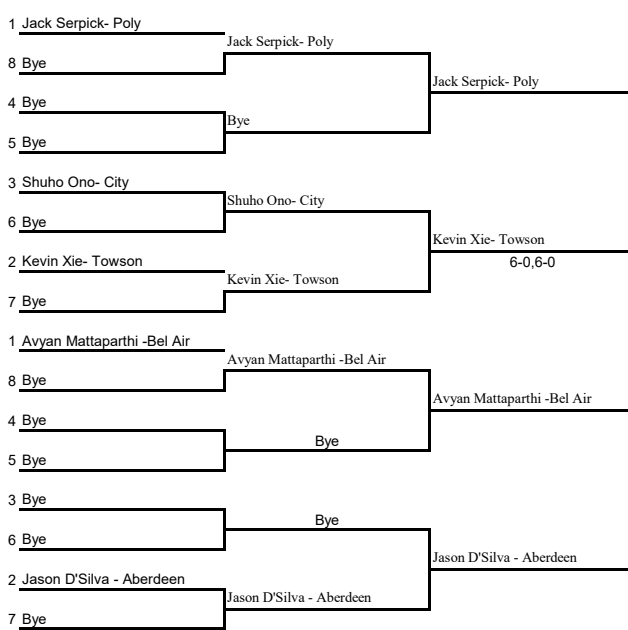 1 Jack Serpick- Poly
Jack Serpick- Poly
8 Bye
Jack Serpick- Poly
4 Bye
Bye
5 Bye
3 Shuho Ono- City
Shuho Ono- City
6 Bye
Kevin Xie- Towson
2 Kevin Xie- Towson
6-0,6-0
Kevin Xie- Towson
7 Bye
1 Avyan Mattaparthi -Bel Air
Avyan Mattaparthi -Bel Air
8 Bye
Avyan Mattaparthi -Bel Air
4 Bye
Bye
5 Bye
3 Bye
Bye
6 Bye
Jason D'Silva - Aberdeen
2 Jason D'Silva - Aberdeen
Jason D'Silva - Aberdeen
7 Bye